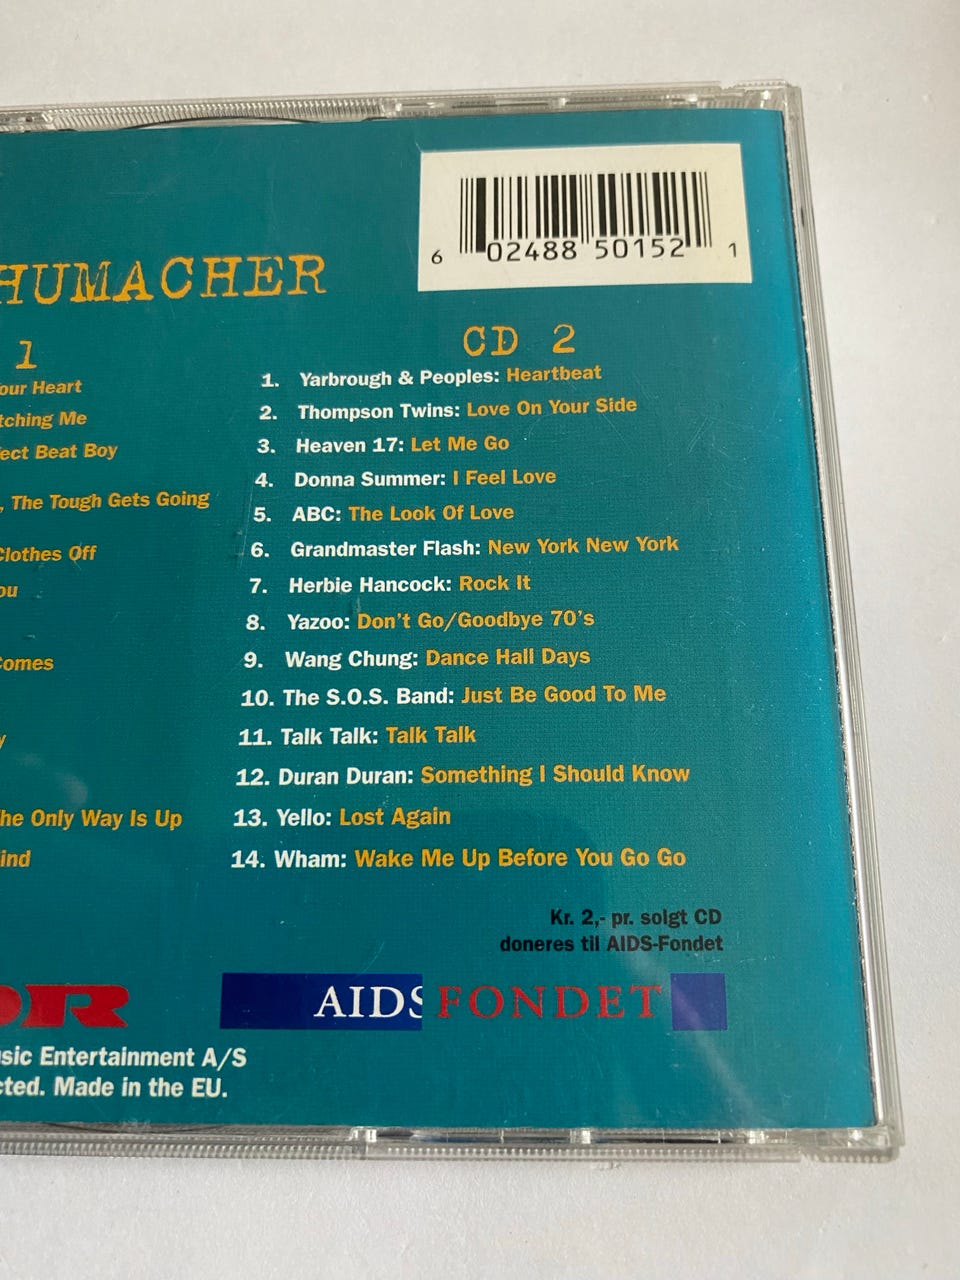 6 02488 50152 1
HUMACHER
1
our Heart
tching Me
ect Beat Boy
, The Tough Gets Going
Clothes Off
ou
Comes
y
he Only Way Is Up
ind
CD 2
1. Yarbrough & Peoples: Heartbeat
2. Thompson Twins: Love On Your Side
3. Heaven 17: Let Me Go
4. Donna Summer: I Feel Love
5. ABC: The Look Of Love
6. Grandmaster Flash: New York New York
7. Herbie Hancock: Rock It
8. Yazoo: Don't Go/Goodbye 70's
9. Wang Chung: Dance Hall Days
10. The S.O.S. Band: Just Be Good To Me
11. Talk Talk: Talk Talk
12. Duran Duran: Something I Should Know
13. Yello: Lost Again
14. Wham: Wake Me Up Before You Go Go
Kr. 2,- pr. solgt CD
doneres til AIDS-Fondet
DR
AIDS FONDET
sic Entertainment A/S
cted. Made in the EU.